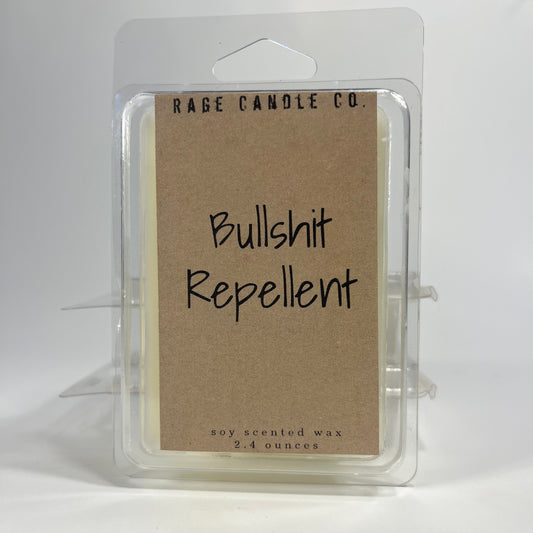 RAGE CANDLE CO.
Bullshit
Repellent
soy scented wax
2.4 ounces